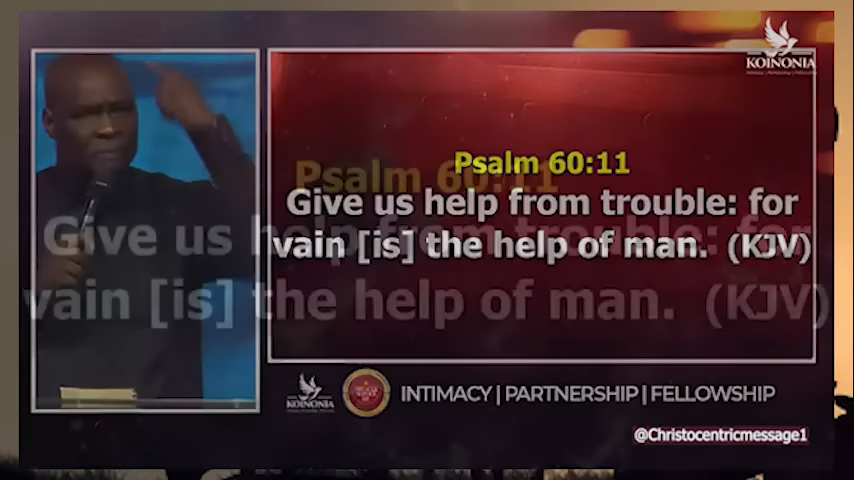 KOINONIA
Psalm 60:11
Give us help from trouble: for
vain [is] the help of man. (KJV)
Psalm 60:11
Give us help from trouble: for
vain [is] the help of man. (KJV)
KOINONIA
INTIMACY | PARTNERSHIP | FELLOWSHIP
@Christocentricmessage1